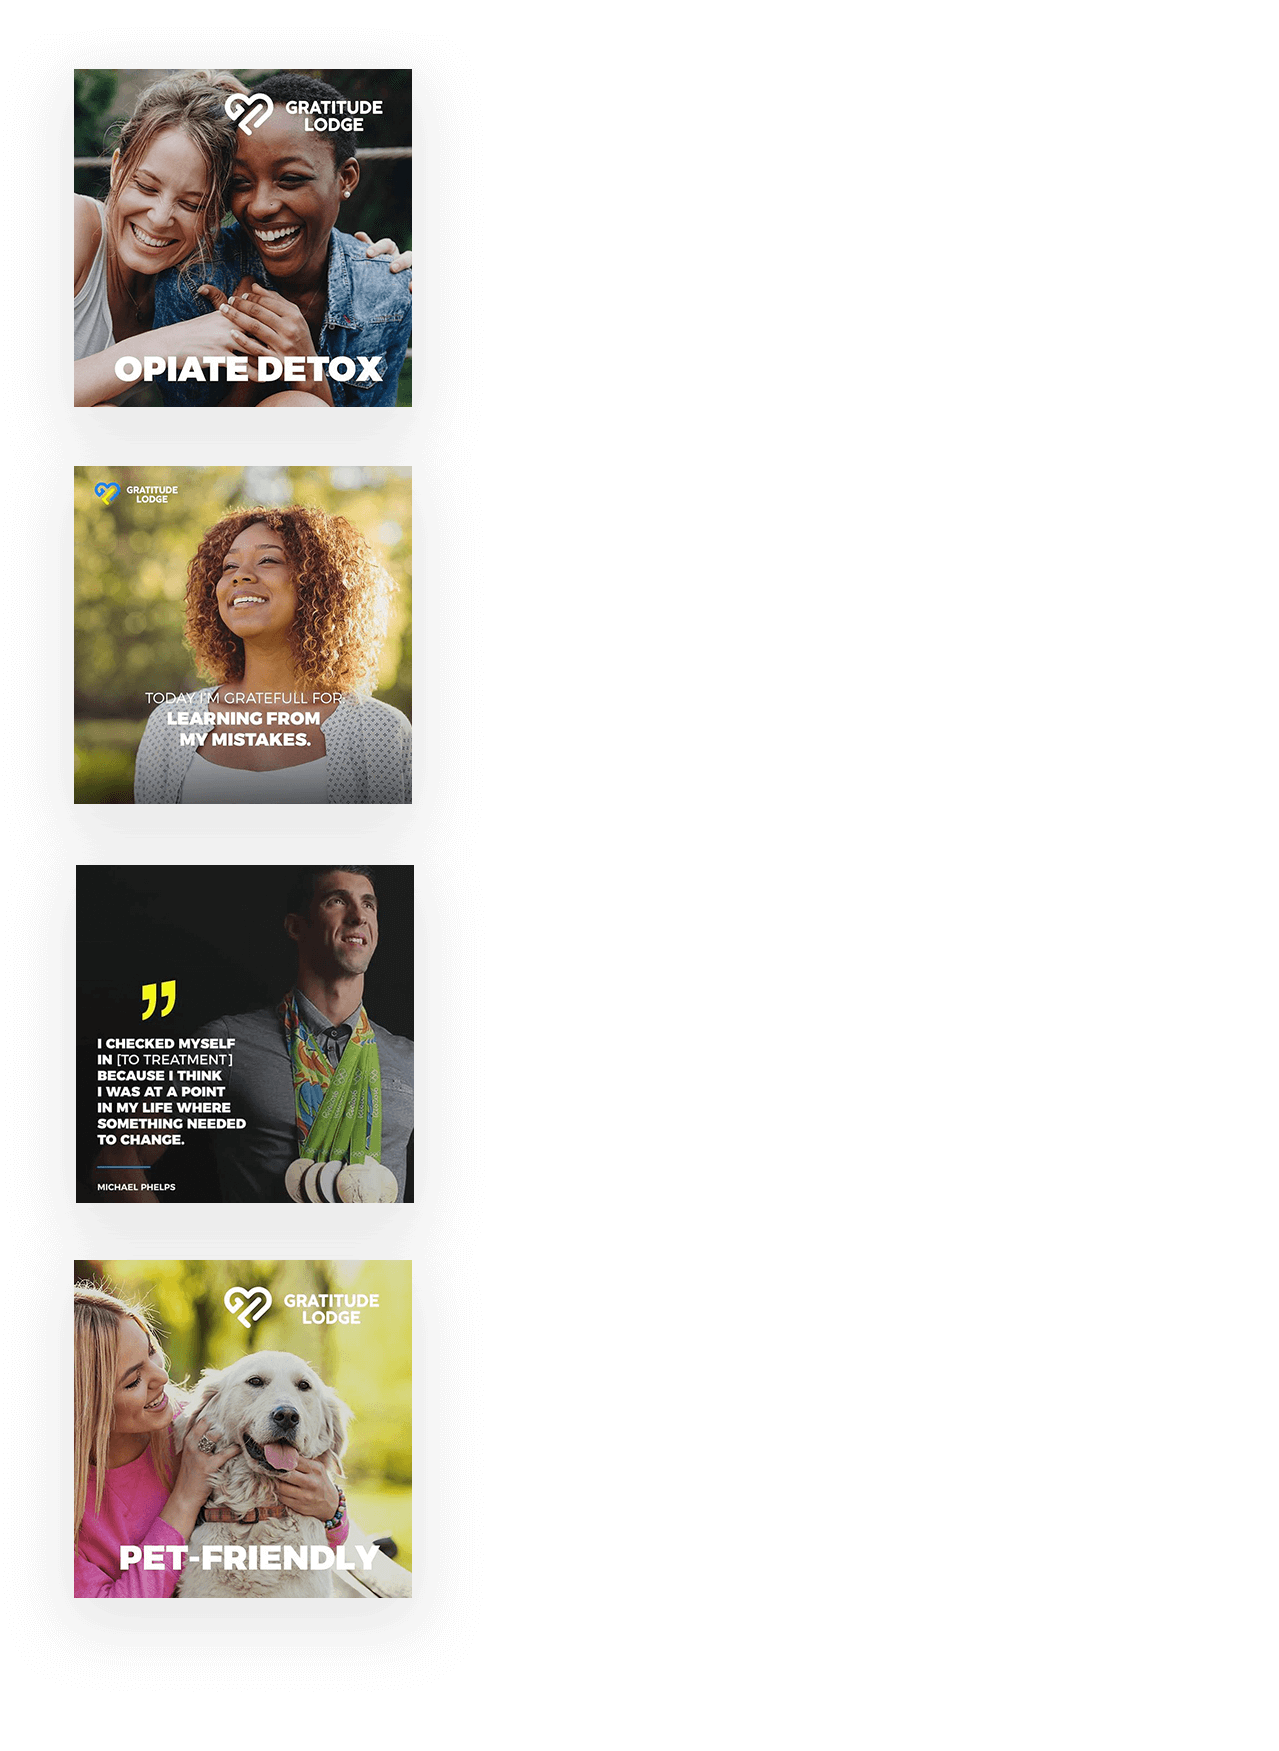 GRATITUDE
LODGE
OPIATE DETOX
GRATITUDE
LODGE
TODAY I'M GRATEFULL FOR:
LEARNING FROM
MY MISTAKES.
I CHECKED MYSELF
IN [TO TREATMENT]
BECAUSE I THINK
I WAS AT A POINT
IN MY LIFE WHERE
SOMETHING NEEDED
TO CHANGE.
MICHAEL PHELPS
GRATITUDE
LODGE
PET-FRIENDLY